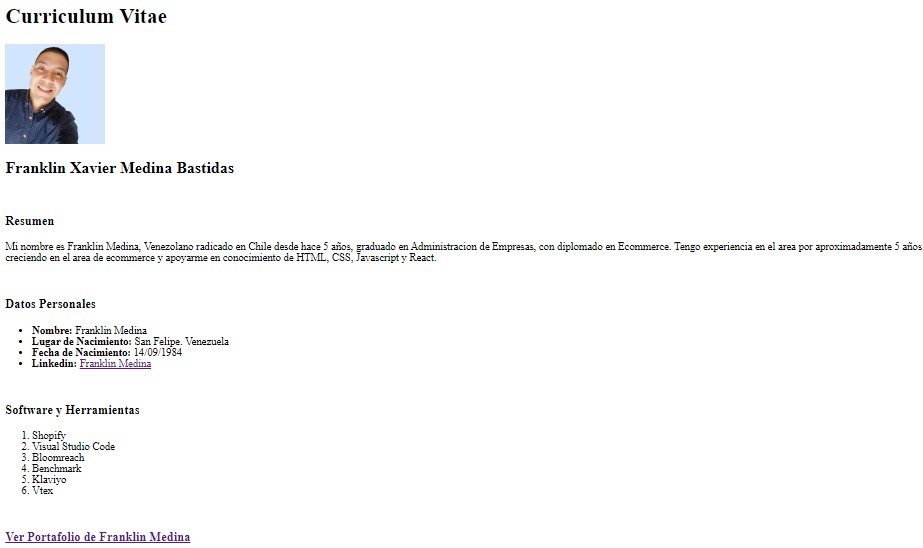 Curriculum Vitae
Franklin Xavier Medina Bastidas
Resumen
Mi nombre es Franklin Medina, Venezolano radicado en Chile desde hace 5 años, graduado en Administracion de Empresas, con diplomado en Ecommerce. Tengo experiencia en el area por aproximadamente 5 años
creciendo en el area de ecommerce y apoyarme en conocimiento de HTML, CSS, Javascript y React.
Datos Personales
• Nombre: Franklin Medina
• Lugar de Nacimiento: San Felipe. Venezuela
• Fecha de Nacimiento: 14/09/1984
• Linkedin: Franklin Medina
Software y Herramientas
1. Shopify
2. Visual Studio Code
3. Bloomreach
4. Benchmark
5. Klaviyo
6. Vtex
Ver Portafolio de Franklin Medina